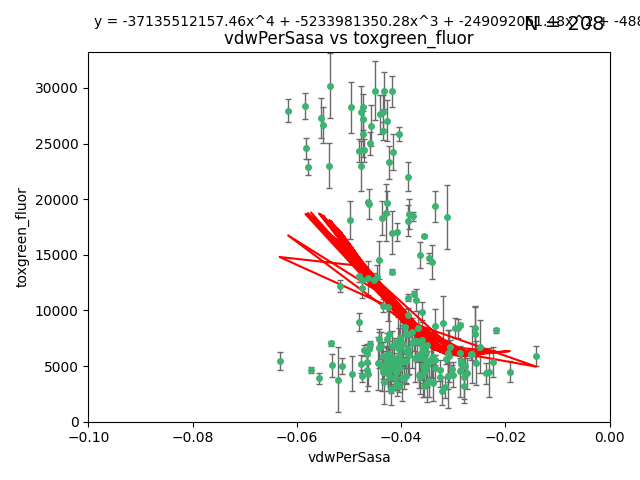 y = -37135512157.46x^4 + -5233981350.28x^3 + -249092061.48x^2 + -488
N = 208
vdwPerSasa vs toxgreen_fluor
30000
25000
20000
15000
10000
5000
0
toxgreen_fluor
−0.10 −0.08 −0.06 −0.04 −0.02 0.00
vdwPerSasa